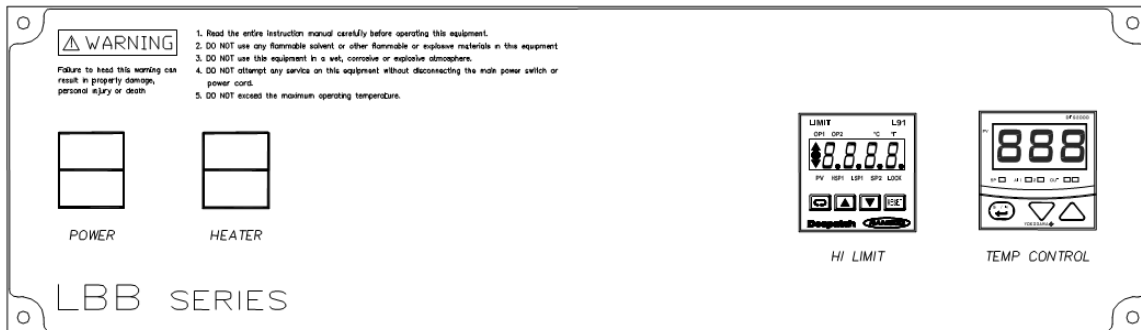 WARNING
Failure to heed this warning can
result in property damage,
personal injury or death
1. Read the entire instruction manual carefully before operating this equipment.
2. DO NOT use any flammable solvent or other flammable or explosive materials in this equipment
3. DO NOT use this equipment in a wet, corrosive or explosive atmosphere.
4. DO NOT attempt any service on this equipment without disconnecting the main power switch or
power cord.
5. DO NOT exceed the maximum operating temperature.
LIMIT L91
OP1 OP2 °C °F
8.8.8.8.
PV HSP1 LSP1 SP2 LOCK
RESET
Despatch
PV
888
YOKOGAWA
POWER
HEATER
HI LIMIT
TEMP CONTROL
LBB SERIES